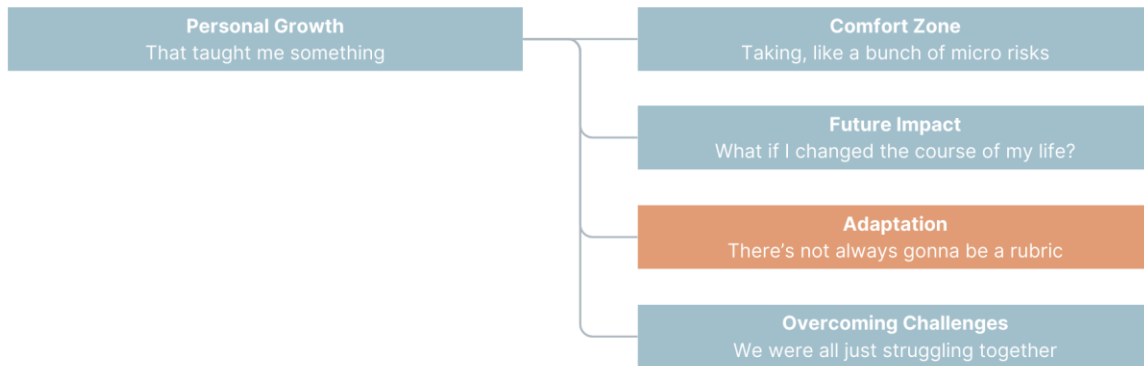 Personal Growth
That taught me something
Comfort Zone
Taking, like a bunch of micro risks
Future Impact
What if I changed the course of my life?
Adaptation
There’s not always gonna be a rubric
Overcoming Challenges
We were all just struggling together